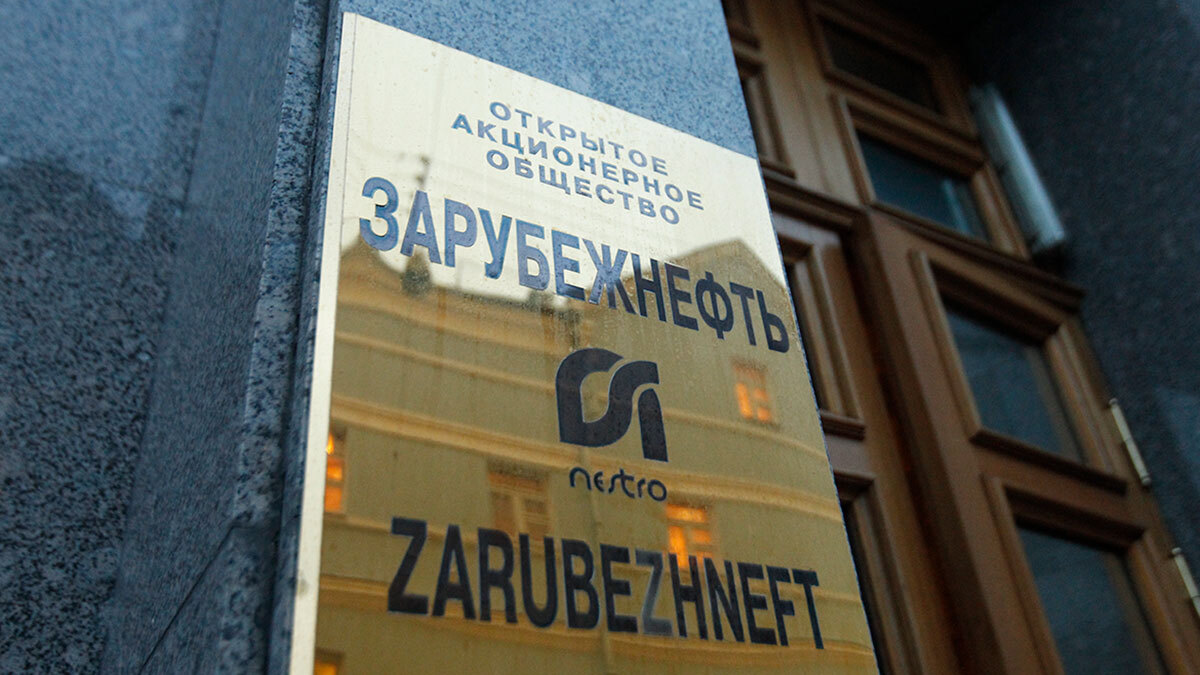 ОТКРЫТОЕ
АКЦИОНЕРНОЕ
ОБЩЕСТВО
ЗАРУБЕЖНЕФТЬ
nestro
ZARUBEZHNEFT